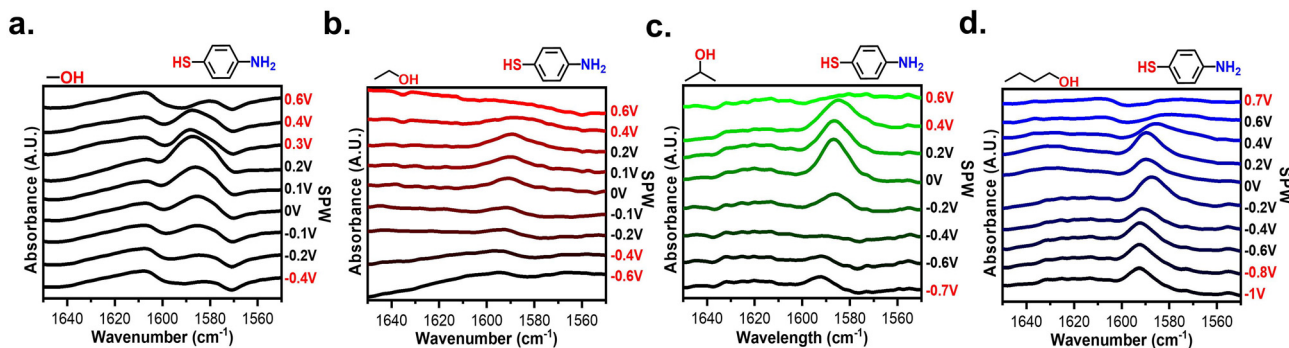 a.
OH
HS
NH₂
0.6V
0.4V
0.3V
0.2V
0.1V
0V
-0.1V
-0.2V
-0.4V
SPW
Absorbance (A.U.)
1640 1620 1600 1580 1560
Wavenumber (cm⁻¹)
b.
OH
HS
NH₂
0.6V
0.4V
0.2V
0.1V
0V
-0.1V
-0.2V
-0.4V
-0.6V
SPW
Absorbance (A.U.)
1640 1620 1600 1580 1560
Wavenumber (cm⁻¹)
c.
OH
HS
NH₂
0.6V
0.4V
0.2V
0V
-0.2V
-0.4V
-0.6V
-0.7V
SPW
Absorbance (A.U.)
1640 1620 1600 1580 1560
Wavelength (cm⁻¹)
d.
OH
HS
NH₂
0.7V
0.6V
0.4V
0.2V
0V
-0.2V
-0.4V
-0.6V
-0.8V
-1V
SPW
Absorbance (A.U.)
1640 1620 1600 1580 1560
Wavenumber (cm⁻¹)